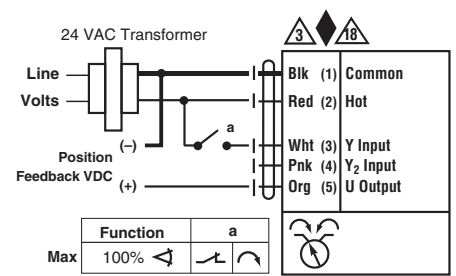 24 VAC Transformer
3 18
Line
Volts
Blk (1) Common
Red (2) Hot
a
Wht (3) Y Input
Pnk (4) Y2 Input
Org (5) U Output
(–)
Position
Feedback VDC
(+)
Function a
Max 100%